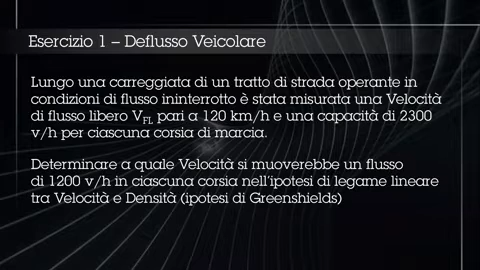 Esercizio 1 – Deflusso Veicolare
Lungo una carreggiata di un tratto di strada operante in
condizioni di flusso ininterrotto è stata misurata una Velocità
di flusso libero VFL pari a 120 km/h e una capacità di 2300
v/h per ciascuna corsia di marcia.
Determinare a quale Velocità si muoverebbe un flusso
di 1200 v/h in ciascuna corsia nell'ipotesi di legame lineare
tra Velocità e Densità (ipotesi di Greenshields)